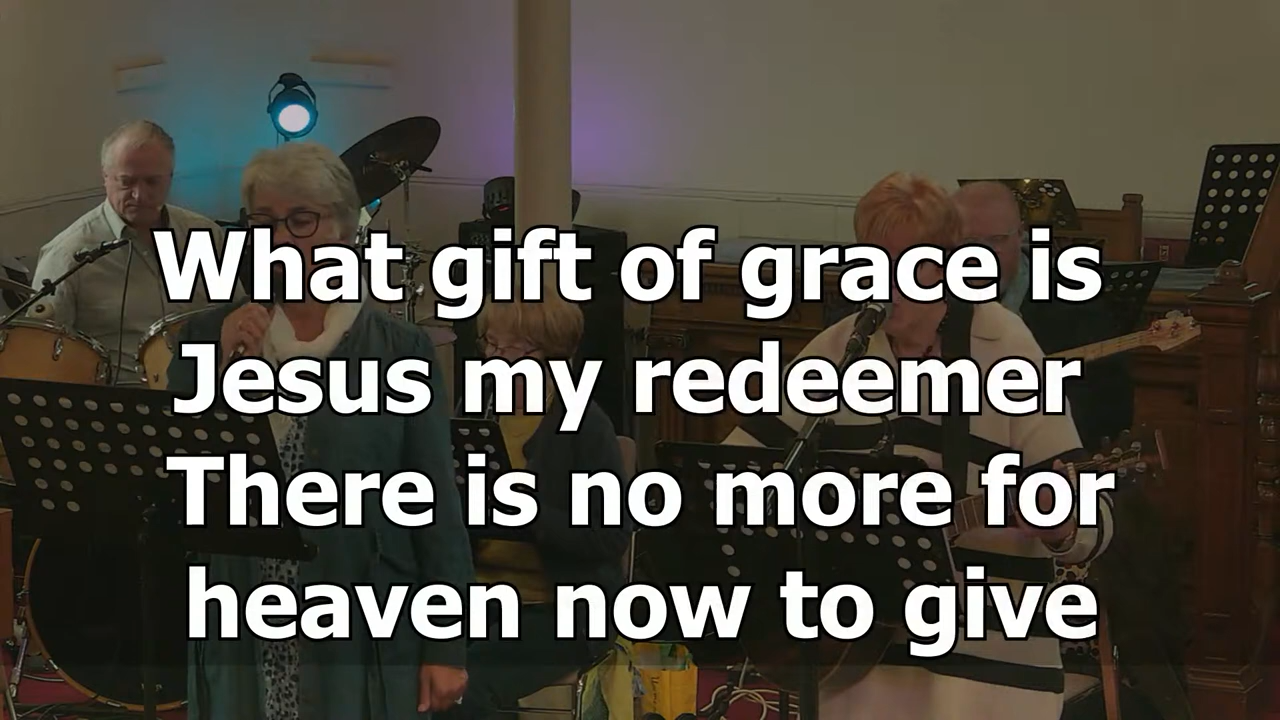 What gift of grace is
Jesus my redeemer
There is no more for
heaven now to give